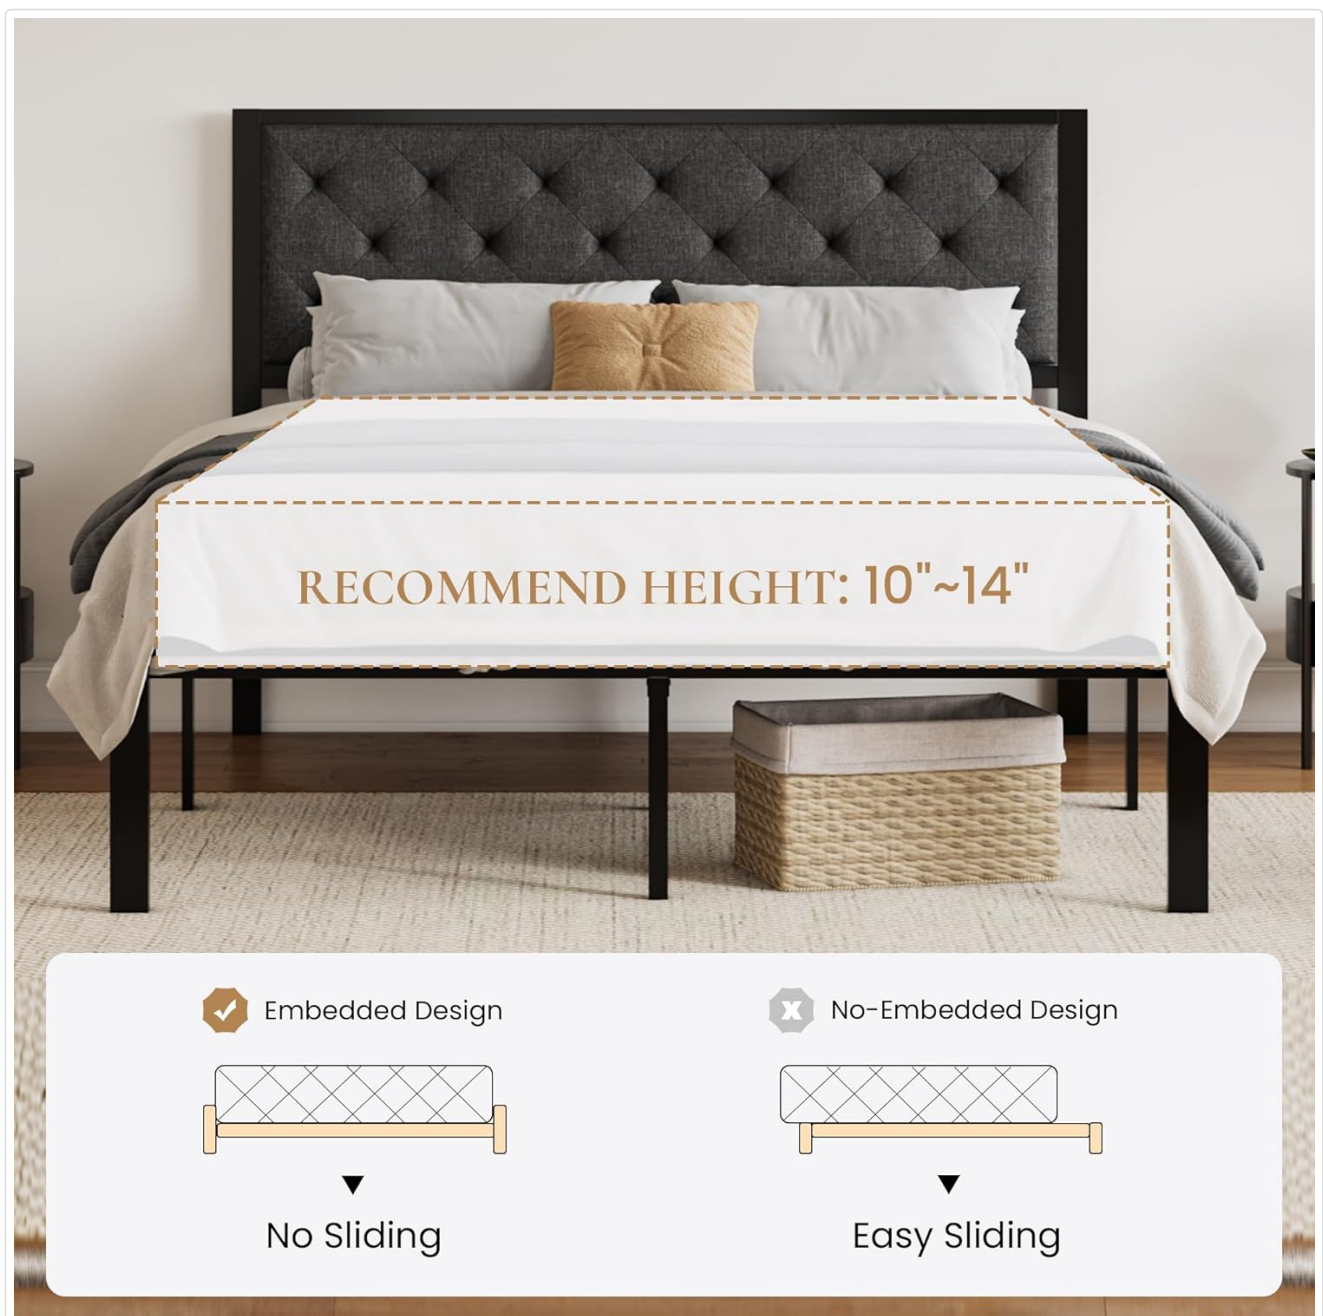 RECOMMEND HEIGHT: 10"~14"
Embedded Design
No-Embedded Design
No Sliding
Easy Sliding